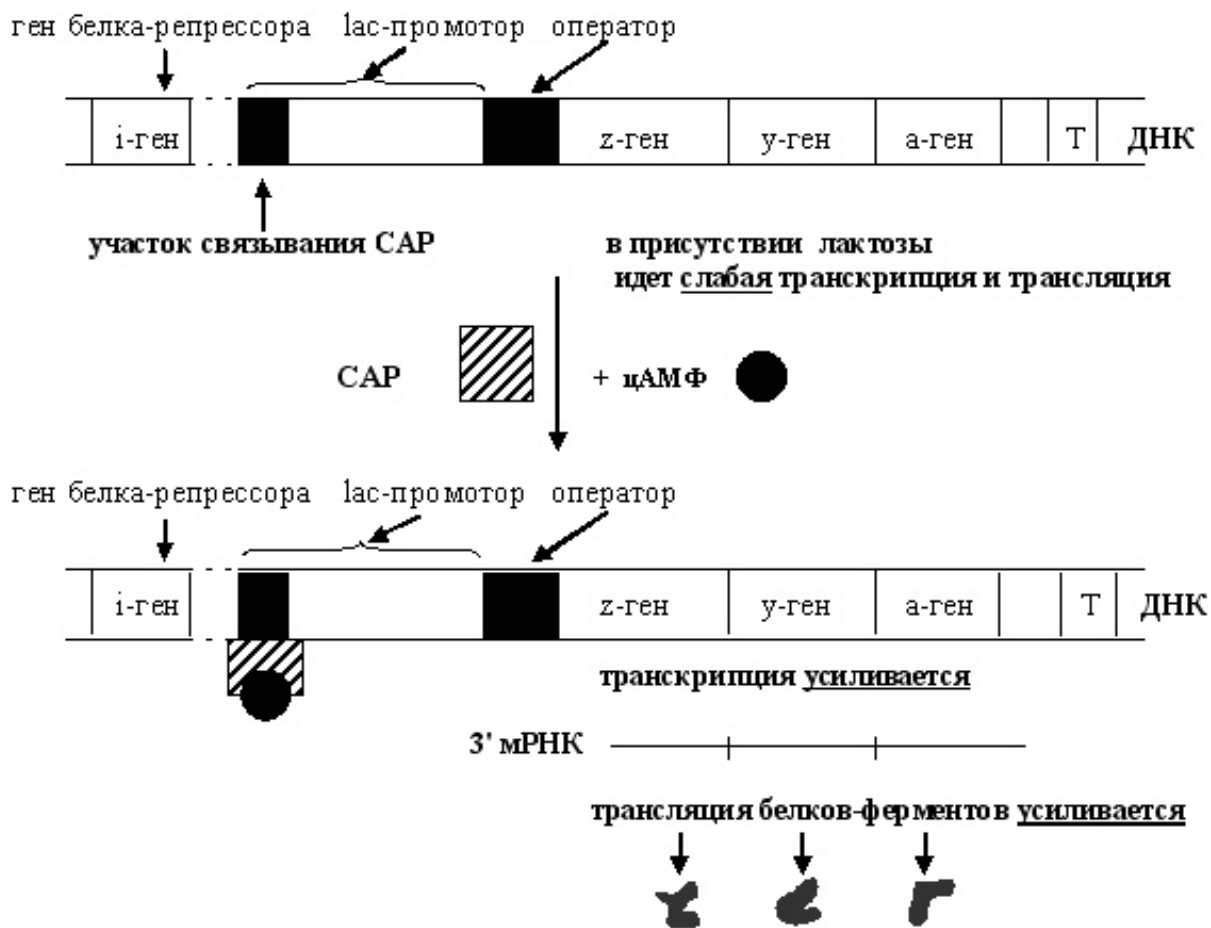 ген белка-репрессора lac-промотор оператор
i-ген z-ген y-ген a-ген T ДНК
участок связывания CAP
в присутствии лактозы
идет слабая транскрипция и трансляция
CAP + цАМФ
ген белка-репрессора lac-промотор оператор
i-ген z-ген y-ген a-ген T ДНК
транскрипция усиливается
3' мРНК
трансляция белков-ферментов усиливается